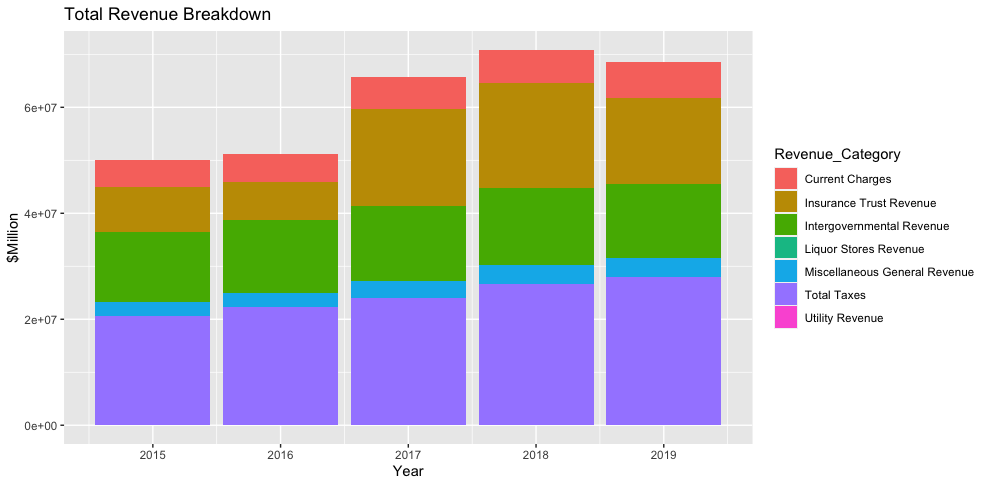 Total Revenue Breakdown
$Million
6e+07
4e+07
2e+07
0e+00
2015 2016 2017 2018 2019
Year
Revenue_Category
Current Charges
Insurance Trust Revenue
Intergovernmental Revenue
Liquor Stores Revenue
Miscellaneous General Revenue
Total Taxes
Utility Revenue